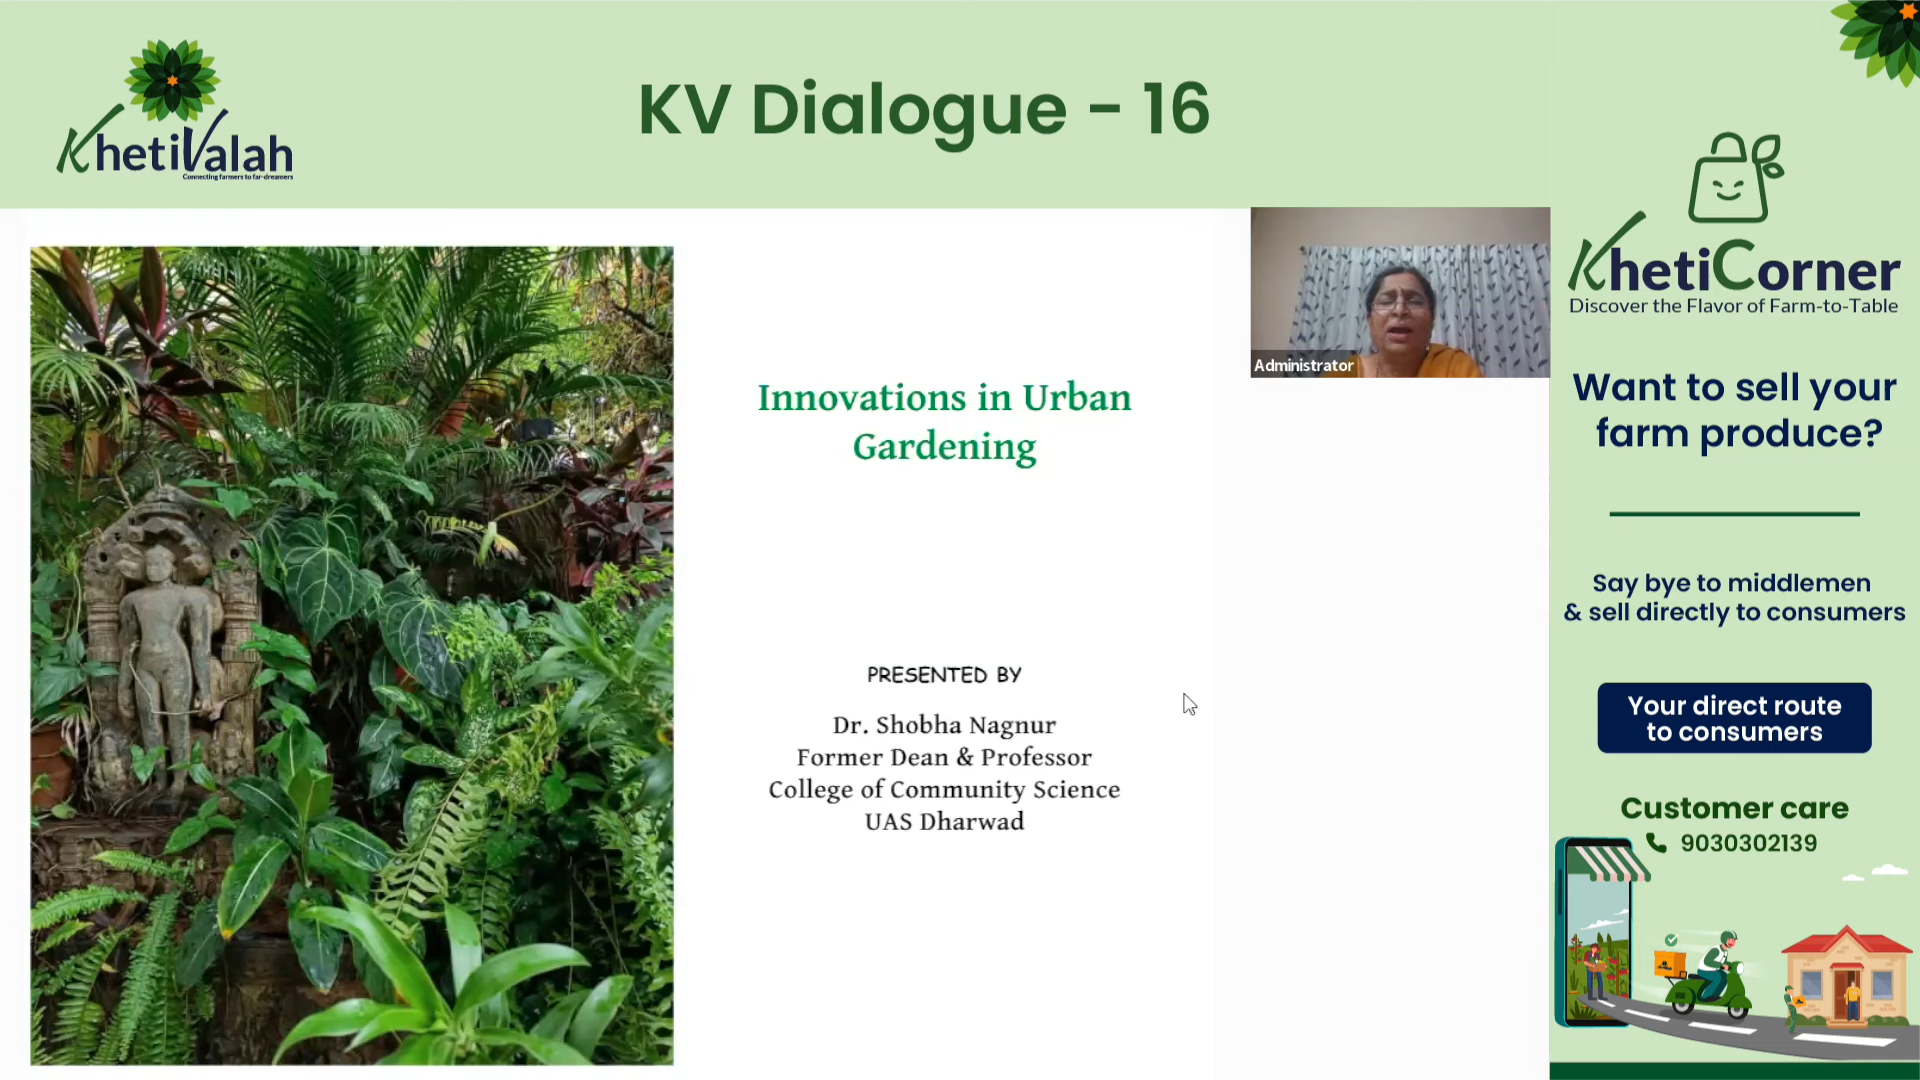 KhetiValah
Connecting farmers to far-dreamers
KV Dialogue - 16
Innovations in Urban
Gardening
PRESENTED BY
Dr. Shobha Nagnur
Former Dean & Professor
College of Community Science
UAS Dharwad
Administrator
KhetiCorner
Discover the Flavor of Farm-to-Table
Want to sell your
farm produce?
Say bye to middlemen
& sell directly to consumers
Your direct route
to consumers
Customer care
9030302139